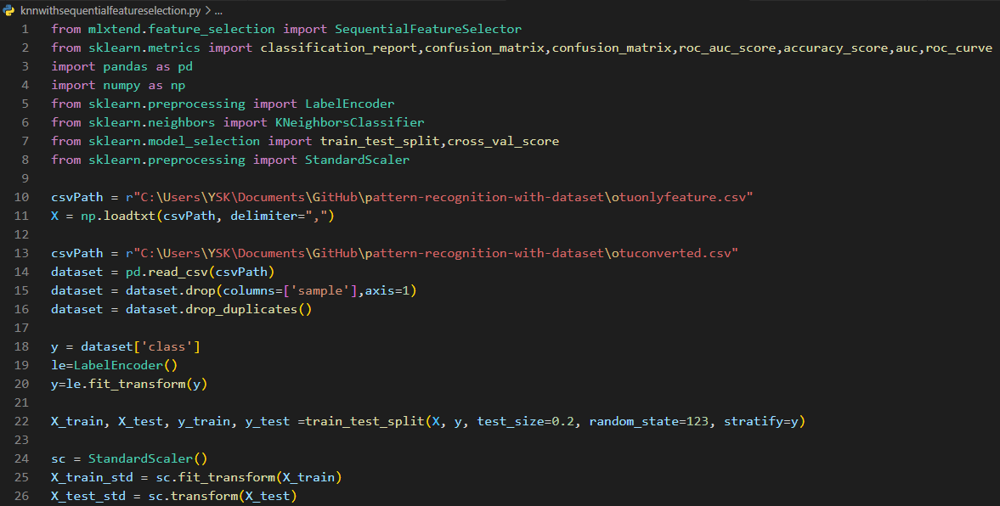 knnwithsequentialfeatureselection.py > ...
1 from mlxtend.feature_selection import SequentialFeatureSelector
2 from sklearn.metrics import classification_report,confusion_matrix,confusion_matrix,roc_auc_score,accuracy_score,auc,roc_curve
3 import pandas as pd
4 import numpy as np
5 from sklearn.preprocessing import LabelEncoder
6 from sklearn.neighbors import KNeighborsClassifier
7 from sklearn.model_selection import train_test_split,cross_val_score
8 from sklearn.preprocessing import StandardScaler
9
10 csvPath = r"C:\Users\YSK\Documents\GitHub\pattern-recognition-with-dataset\otuonlyfeature.csv"
11 X = np.loadtxt(csvPath, delimiter=",")
12
13 csvPath = r"C:\Users\YSK\Documents\GitHub\pattern-recognition-with-dataset\otuconverted.csv"
14 dataset = pd.read_csv(csvPath)
15 dataset = dataset.drop(columns=['sample'],axis=1)
16 dataset = dataset.drop_duplicates()
17
18 y = dataset['class']
19 le=LabelEncoder()
20 y=le.fit_transform(y)
21
22 X_train, X_test, y_train, y_test =train_test_split(X, y, test_size=0.2, random_state=123, stratify=y)
23
24 sc = StandardScaler()
25 X_train_std = sc.fit_transform(X_train)
26 X_test_std = sc.transform(X_test)